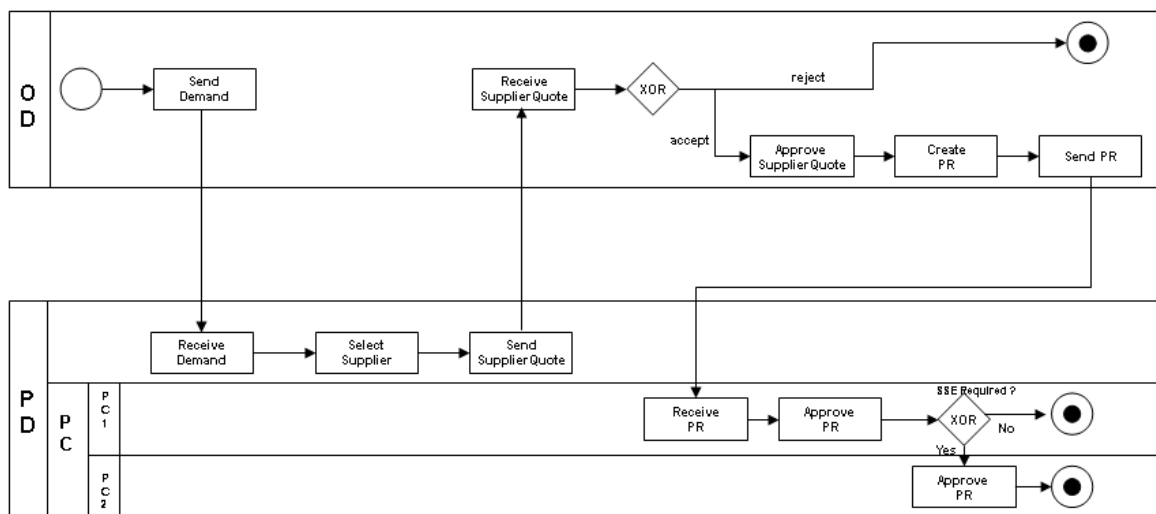 O
D
Send
Demand
Receive
Supplier Quote
XOR
reject
accept
Approve
Supplier Quote
Create
PR
Send PR
P
D
Receive
Demand
Select
Supplier
Send
Supplier Quote
P
C
P
C
1
Receive
PR
Approve
PR
SSE Required ?
XOR
No
Yes
P
C
2
Approve
PR